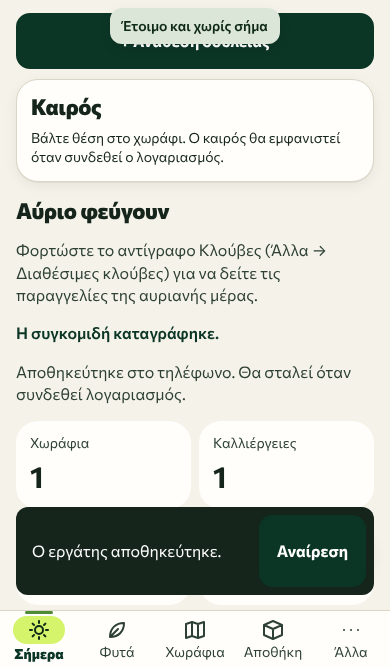 Έτοιμο και χωρίς σήμα
+ Ανάθεση δουλειάς
Καιρός
Βάλτε θέση στο χωράφι. Ο καιρός θα εμφανιστεί
όταν συνδεθεί ο λογαριασμός.
Αύριο φεύγουν
Φορτώστε το αντίγραφο Κλούβες (Άλλα →
Διαθέσιμες κλούβες) για να δείτε τις
παραγγελίες της αυριανής μέρας.
Η συγκομιδή καταγράφηκε.
Αποθηκεύτηκε στο τηλέφωνο. Θα σταλεί όταν
συνδεθεί λογαριασμός.
Χωράφια
Καλλιέργειες
1
1
Ο εργάτης αποθηκεύτηκε.
Αναίρεση
Σήμερα
Φυτά
Χωράφια
Αποθήκη
Άλλα